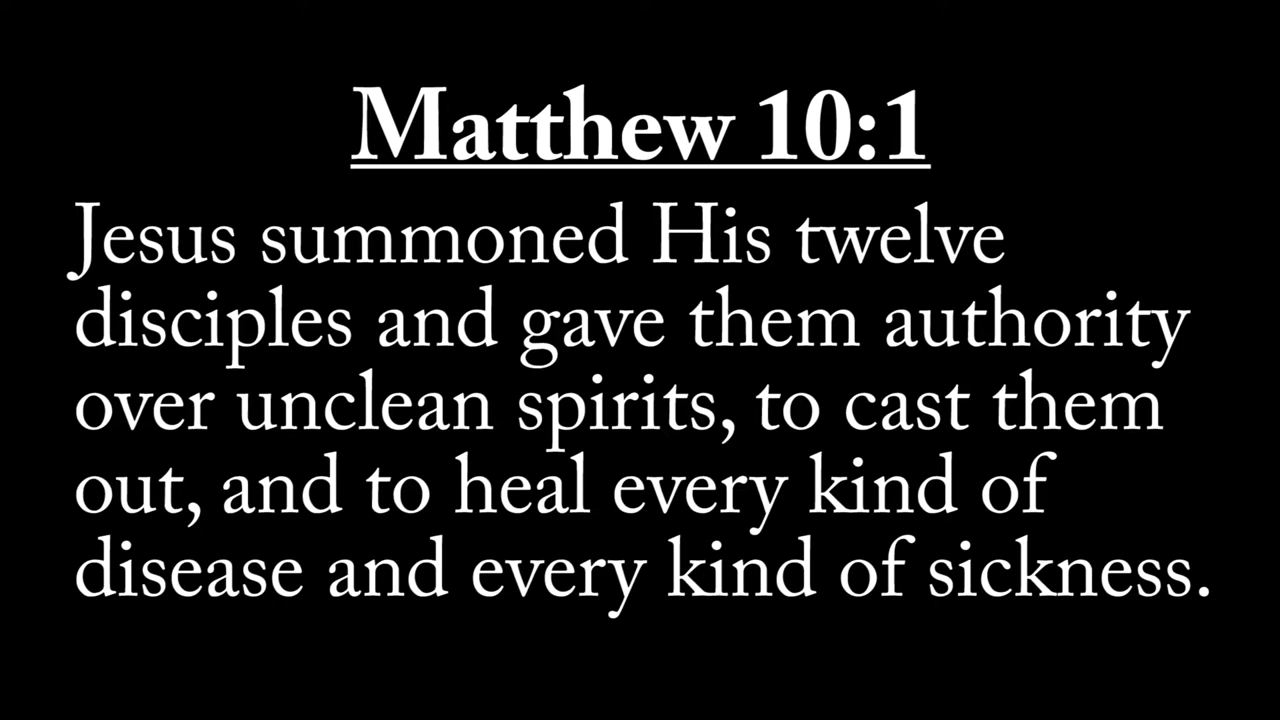 Matthew 10:1
Jesus summoned His twelve
disciples and gave them authority
over unclean spirits, to cast them
out, and to heal every kind of
disease and every kind of sickness.